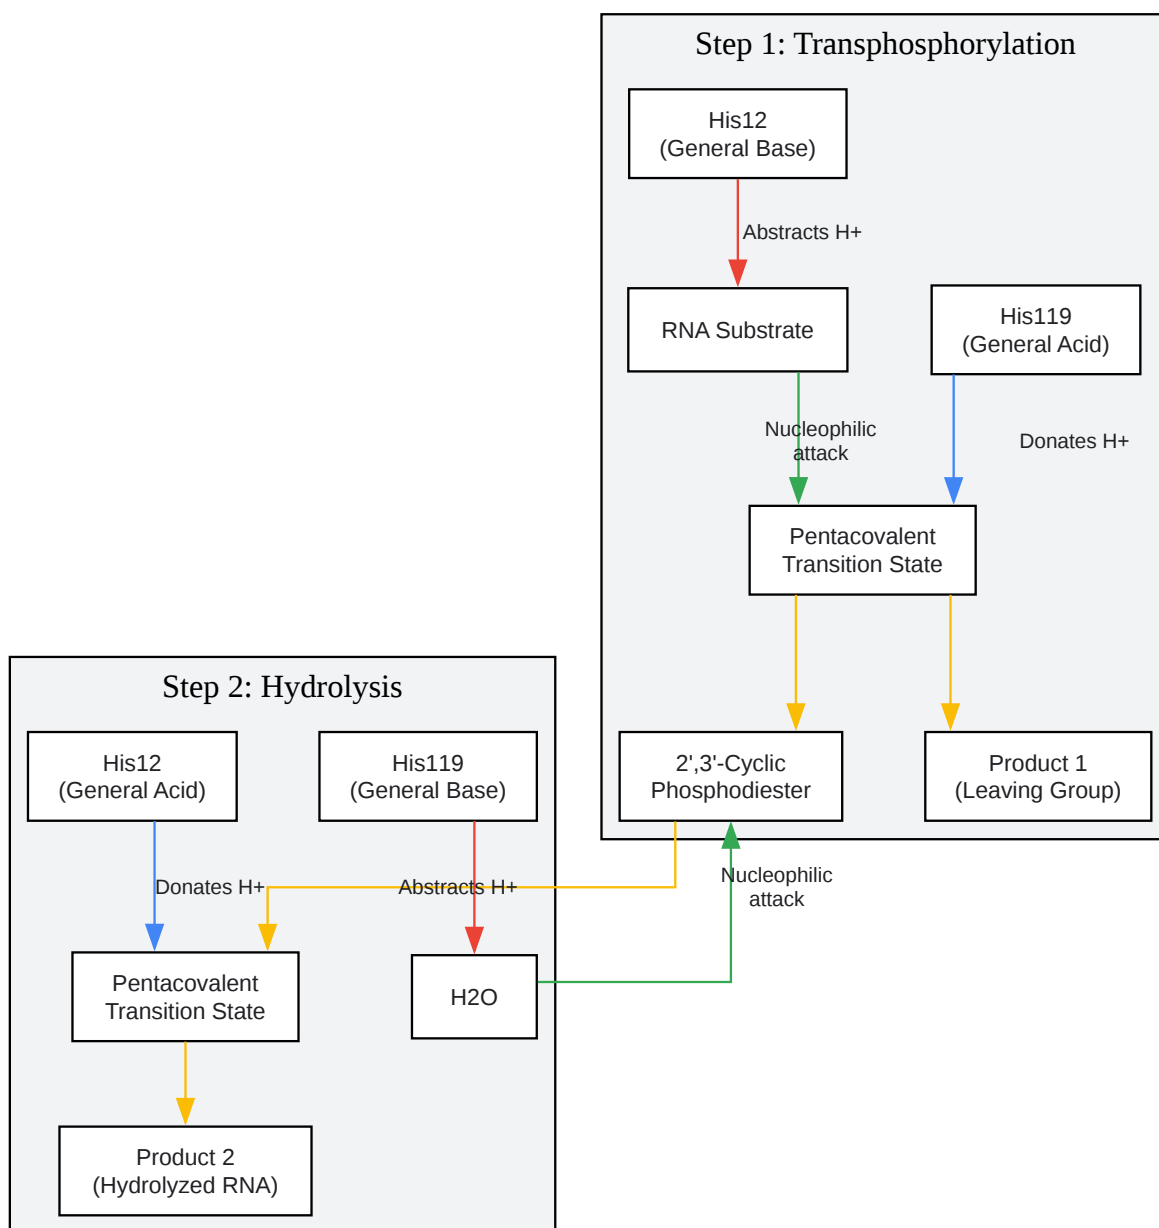 Step 1: Transphosphorylation
His12
(General Base)
Abstracts H+
RNA Substrate
His119
(General Acid)
Nucleophilic
attack
Donates H+
Pentacovalent
Transition State
2',3'-Cyclic
Phosphodiester
Product 1
(Leaving Group)
Nucleophilic
attack
Step 2: Hydrolysis
His12
(General Acid)
His119
(General Base)
Donates H+
Abstracts H+
Pentacovalent
Transition State
H2O
Product 2
(Hydrolyzed RNA)